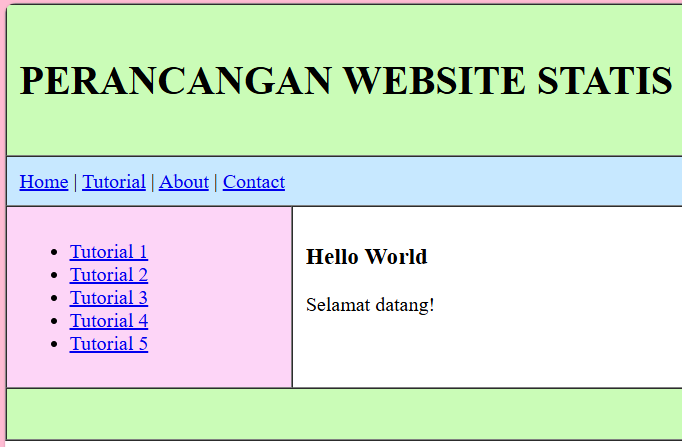 PERANCANGAN WEBSITE STATIS
Home | Tutorial | About | Contact
• Tutorial 1
• Tutorial 2
• Tutorial 3
• Tutorial 4
• Tutorial 5
Hello World
Selamat datang!